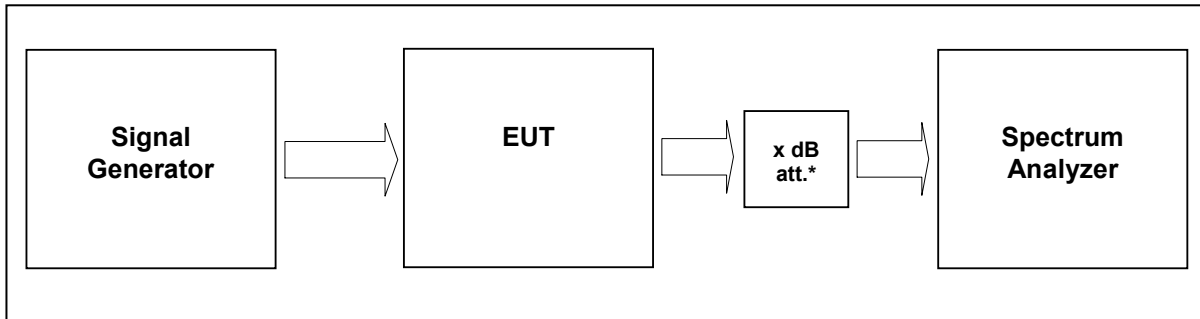 Signal
Generator
EUT
x dB
att.*
Spectrum
Analyzer